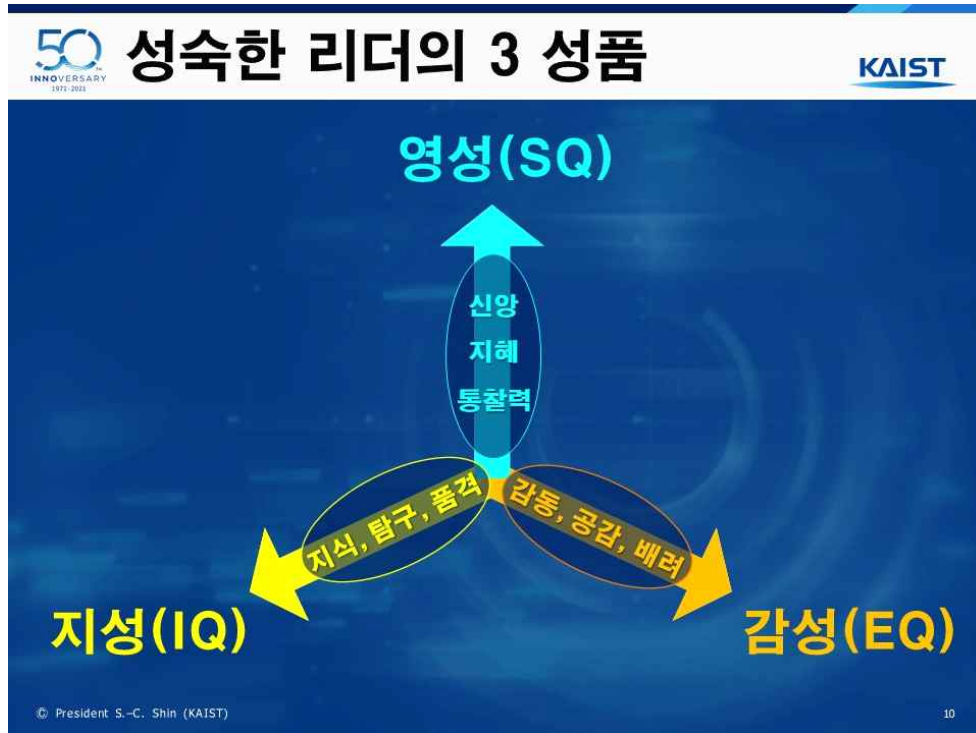 50
INNOVERSARY
1971-2021
성숙한 리더의 3 성품
KAIST
영성(SQ)
신앙
지혜
통찰력
지식, 탐구, 품격
감동, 공감, 배려
지성(IQ)
감성(EQ)
© President S.-C. Shin (KAIST)
10